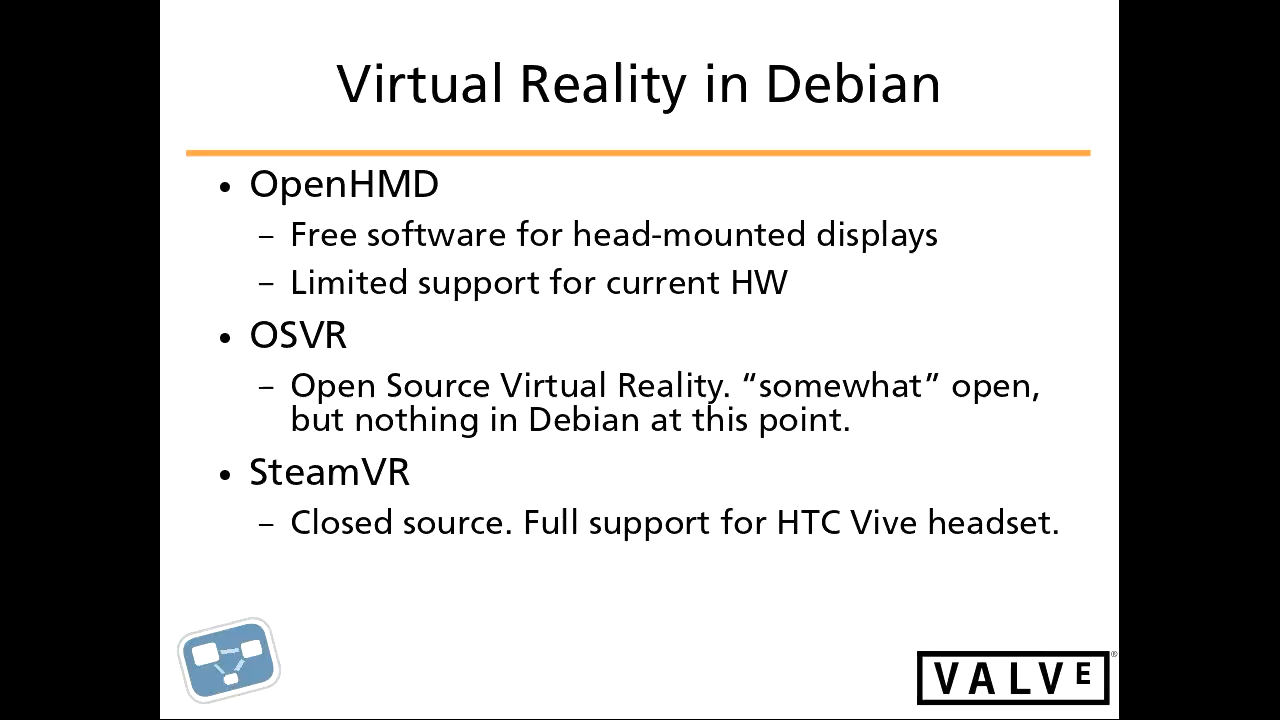 Virtual Reality in Debian
• OpenHMD
– Free software for head-mounted displays
– Limited support for current HW
• OSVR
– Open Source Virtual Reality. “somewhat” open,
but nothing in Debian at this point.
• SteamVR
– Closed source. Full support for HTC Vive headset.
VALVE®